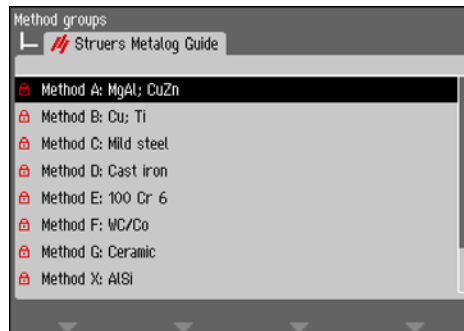 Method groups
Struers Metalog Guide
Method A: MgAl; CuZn
Method B: Cu; Ti
Method C: Mild steel
Method D: Cast iron
Method E: 100 Cr 6
Method F: WC/Co
Method G: Ceramic
Method X: AlSi